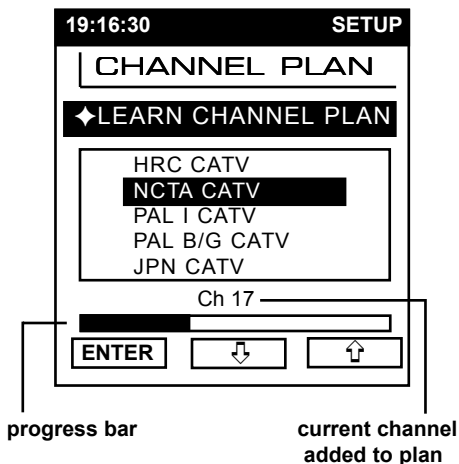 19:16:30 SETUP
CHANNEL PLAN
✦LEARN CHANNEL PLAN
HRC CATV
NCTA CATV
PAL I CATV
PAL B/G CATV
JPN CATV
Ch 17
ENTER
progress bar
current channel
added to plan